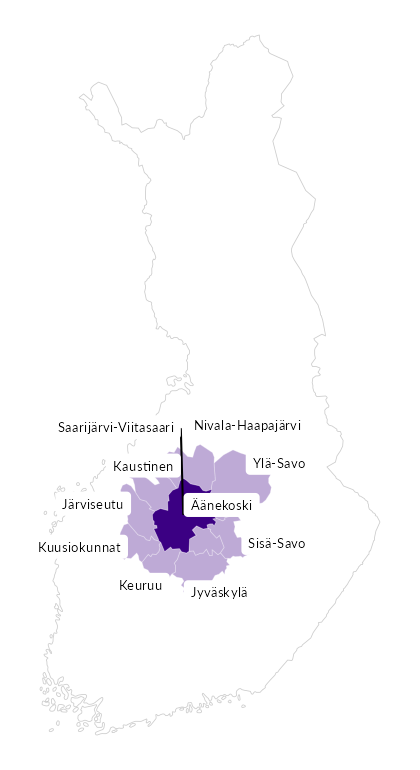 Saarijärvi-Viitasaari
Nivala-Haapajärvi
Kaustinen
Ylä-Savo
Järviseutu
Äänekoski
Kuusiokunnat
Sisä-Savo
Keuruu
Jyväskylä